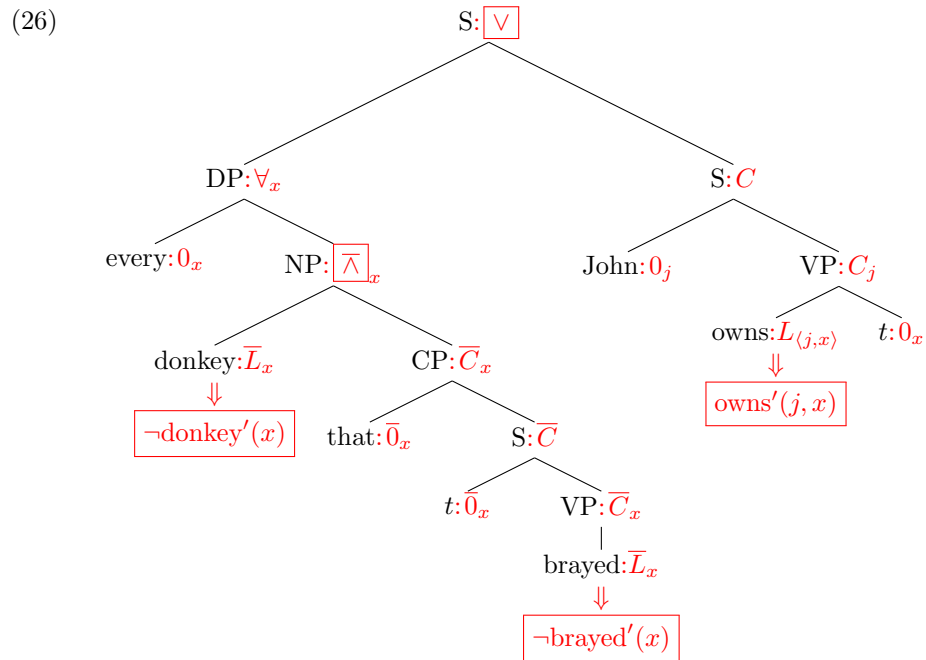 (26)
S: ∨
DP: ∀ₓ S: C
every: 0ₓ NP: ⊼ₓ John: 0ⱼ VP: Cⱼ
donkey: L̅ₓ CP: C̅ₓ owns: L⟨j,x⟩ t: 0ₓ
⇓ ⇓
¬donkey′(x) that: 0̅ₓ S: C̅ owns′(j, x)
t: 0̅ₓ VP: C̅ₓ
brayed: L̅ₓ
⇓
¬brayed′(x)